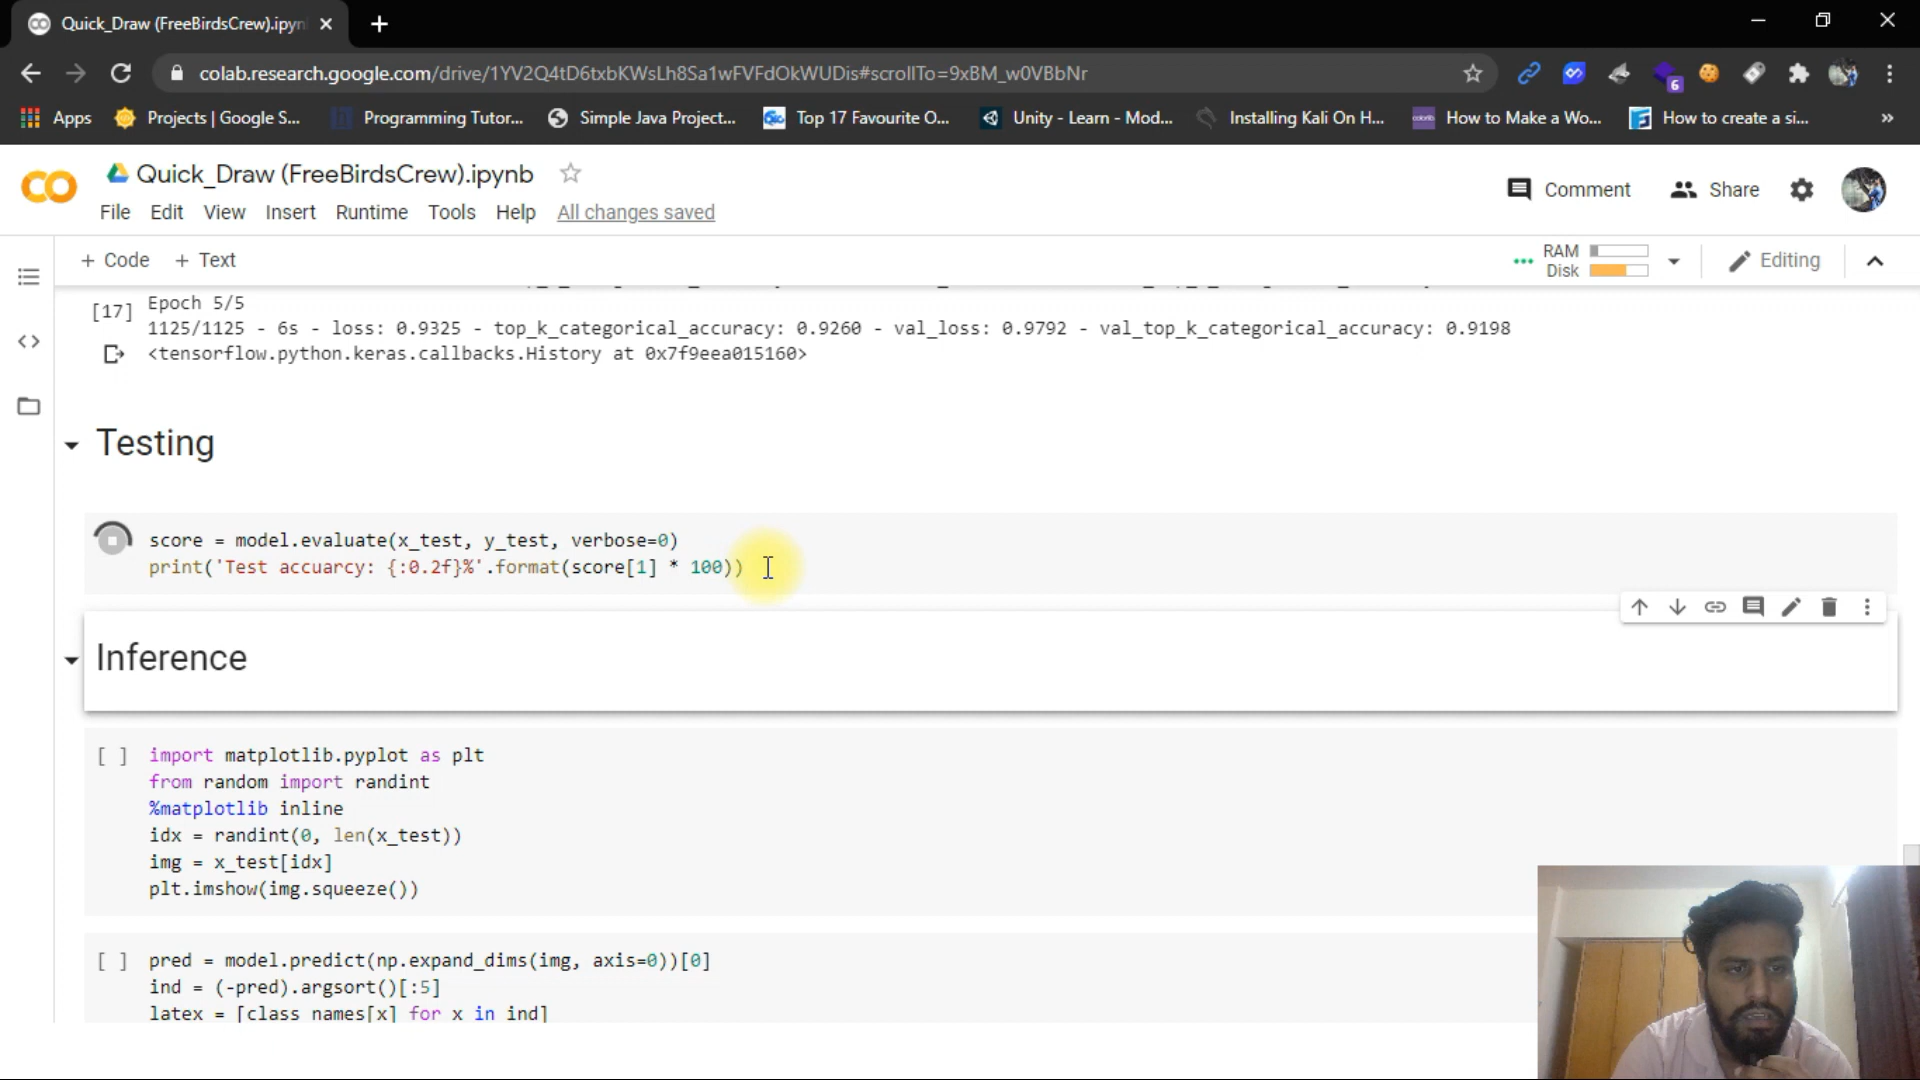 Quick_Draw (FreeBirdsCrew).ipyn
colab.research.google.com/drive/1YV2Q4tD6txbKWsLh8Sa1wFVFdOkWUDis#scrollTo=9xBM_w0VBbNr
6
Apps
Projects | Google S...
Programming Tutor...
Simple Java Project...
Top 17 Favourite O...
Unity - Learn - Mod...
Installing Kali On H...
How to Make a Wo...
How to create a si...
»
Quick_Draw (FreeBirdsCrew).ipynb
Comment
Share
File Edit View Insert Runtime Tools Help All changes saved
+ Code + Text
RAM
Disk
Editing
[17]
Epoch 5/5
1125/1125 - 6s - loss: 0.9325 - top_k_categorical_accuracy: 0.9260 - val_loss: 0.9792 - val_top_k_categorical_accuracy: 0.9198
<tensorflow.python.keras.callbacks.History at 0x7f9eea015160>
Testing
score = model.evaluate(x_test, y_test, verbose=0)
print('Test accuarcy: {:0.2f}%'.format(score[1] * 100))
Inference
[ ] import matplotlib.pyplot as plt
from random import randint
%matplotlib inline
idx = randint(0, len(x_test))
img = x_test[idx]
plt.imshow(img.squeeze())
[ ] pred = model.predict(np.expand_dims(img, axis=0))[0]
ind = (-pred).argsort()[:5]
latex = [class_names[x] for x in ind]